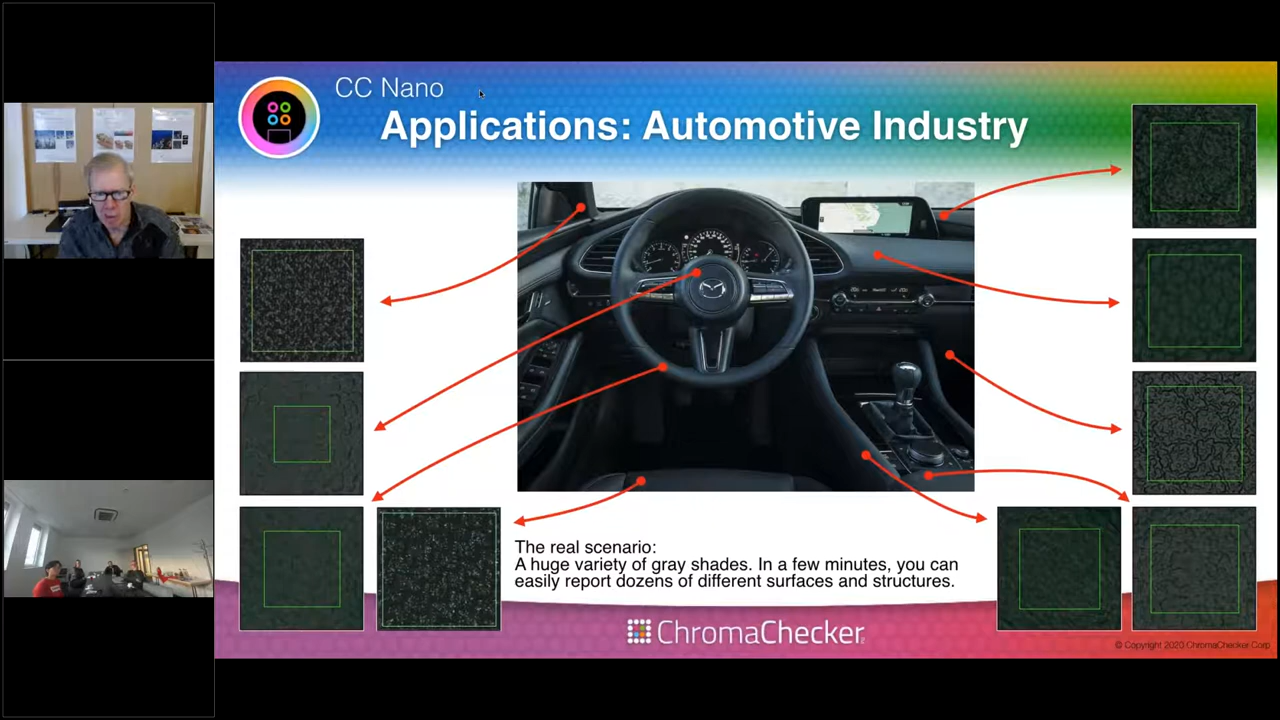 CC Nano
Applications: Automotive Industry
The real scenario:
A huge variety of gray shades. In a few minutes, you can
easily report dozens of different surfaces and structures.
ChromaChecker
© Copyright 2020 ChromaChecker Corp